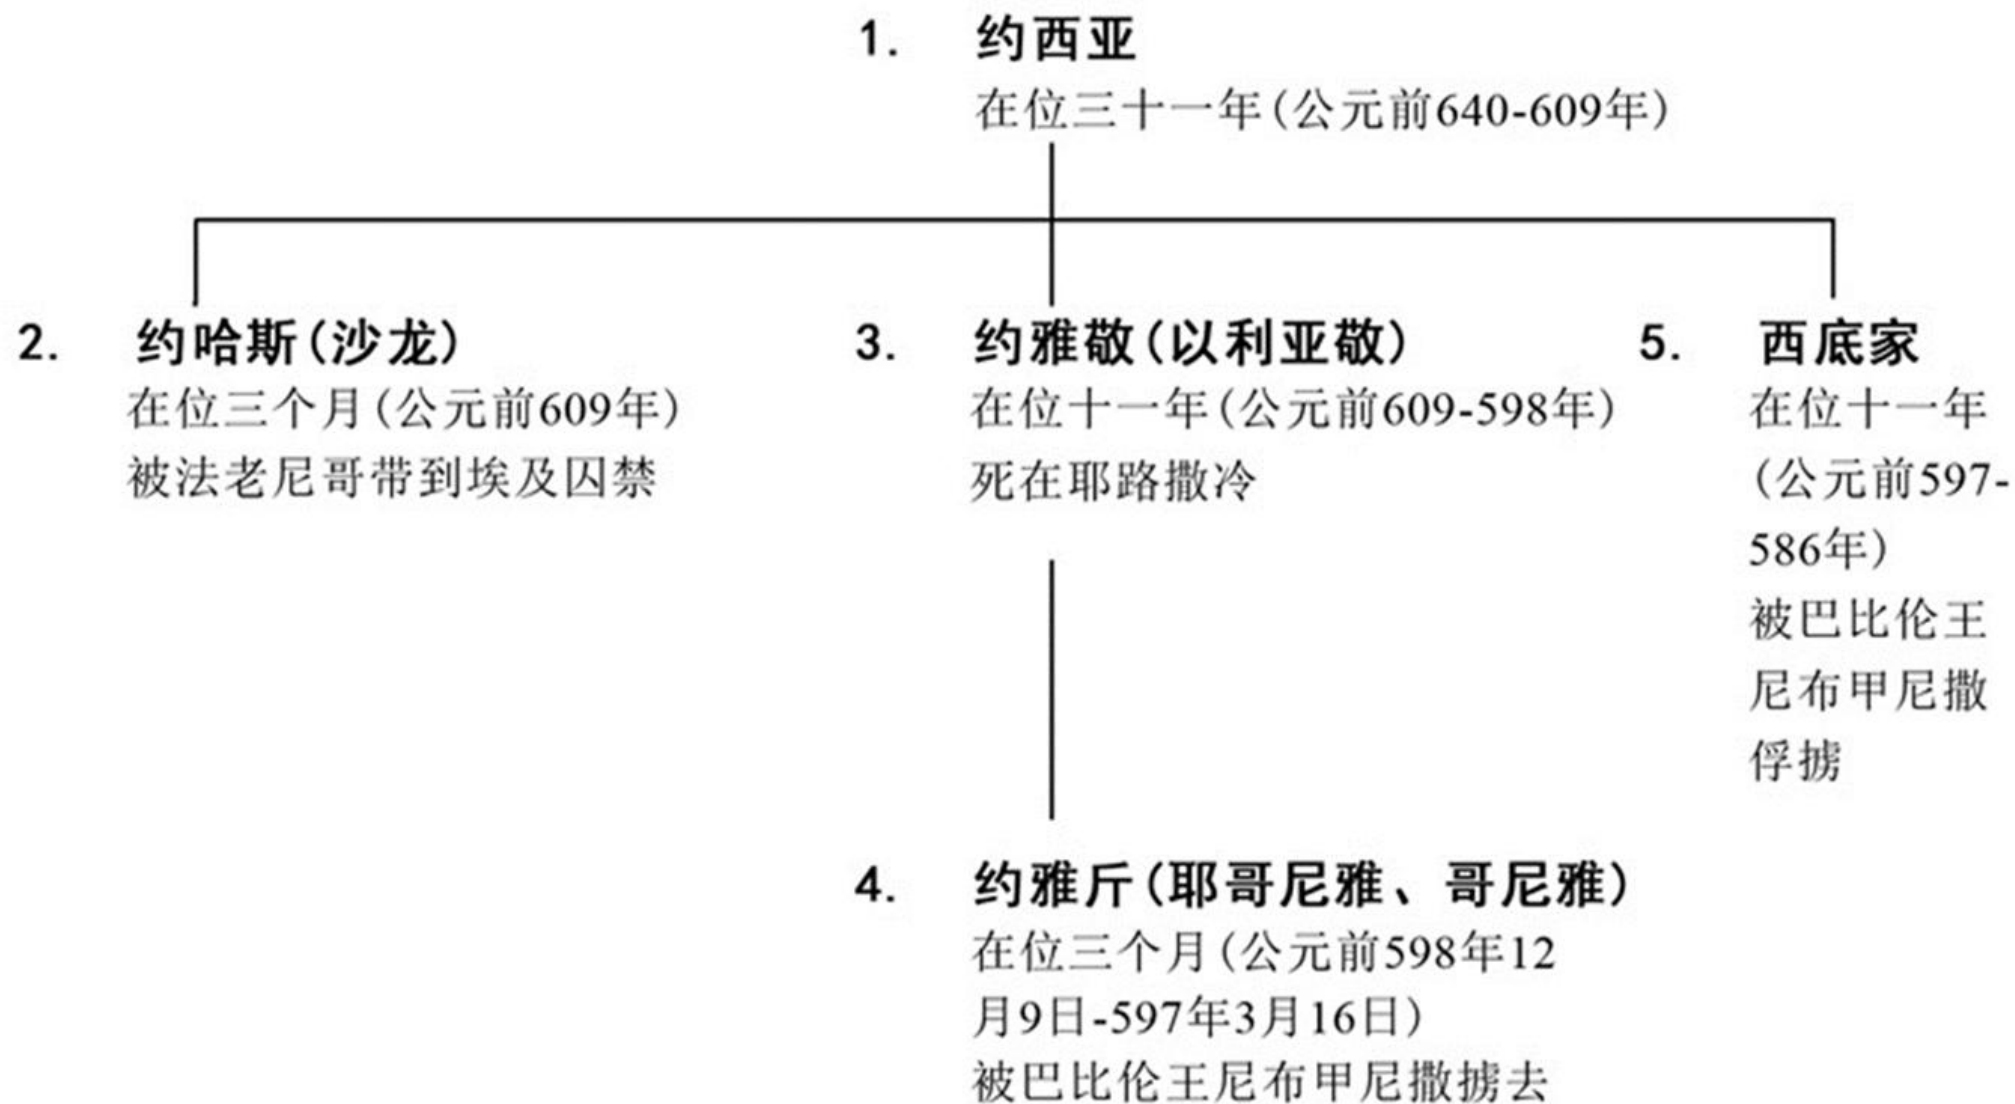 1. 约西亚
在位三十一年(公元前640-609年)
2. 约哈斯(沙龙)
在位三个月(公元前609年)
被法老尼哥带到埃及囚禁
3. 约雅敬(以利亚敬)
在位十一年(公元前609-598年)
死在耶路撒冷
5. 西底家
在位十一年
(公元前597-
586年)
被巴比伦王
尼布甲尼撒
俘掳
4. 约雅斤(耶哥尼雅、哥尼雅)
在位三个月(公元前598年12
月9日-597年3月16日)
被巴比伦王尼布甲尼撒掳去